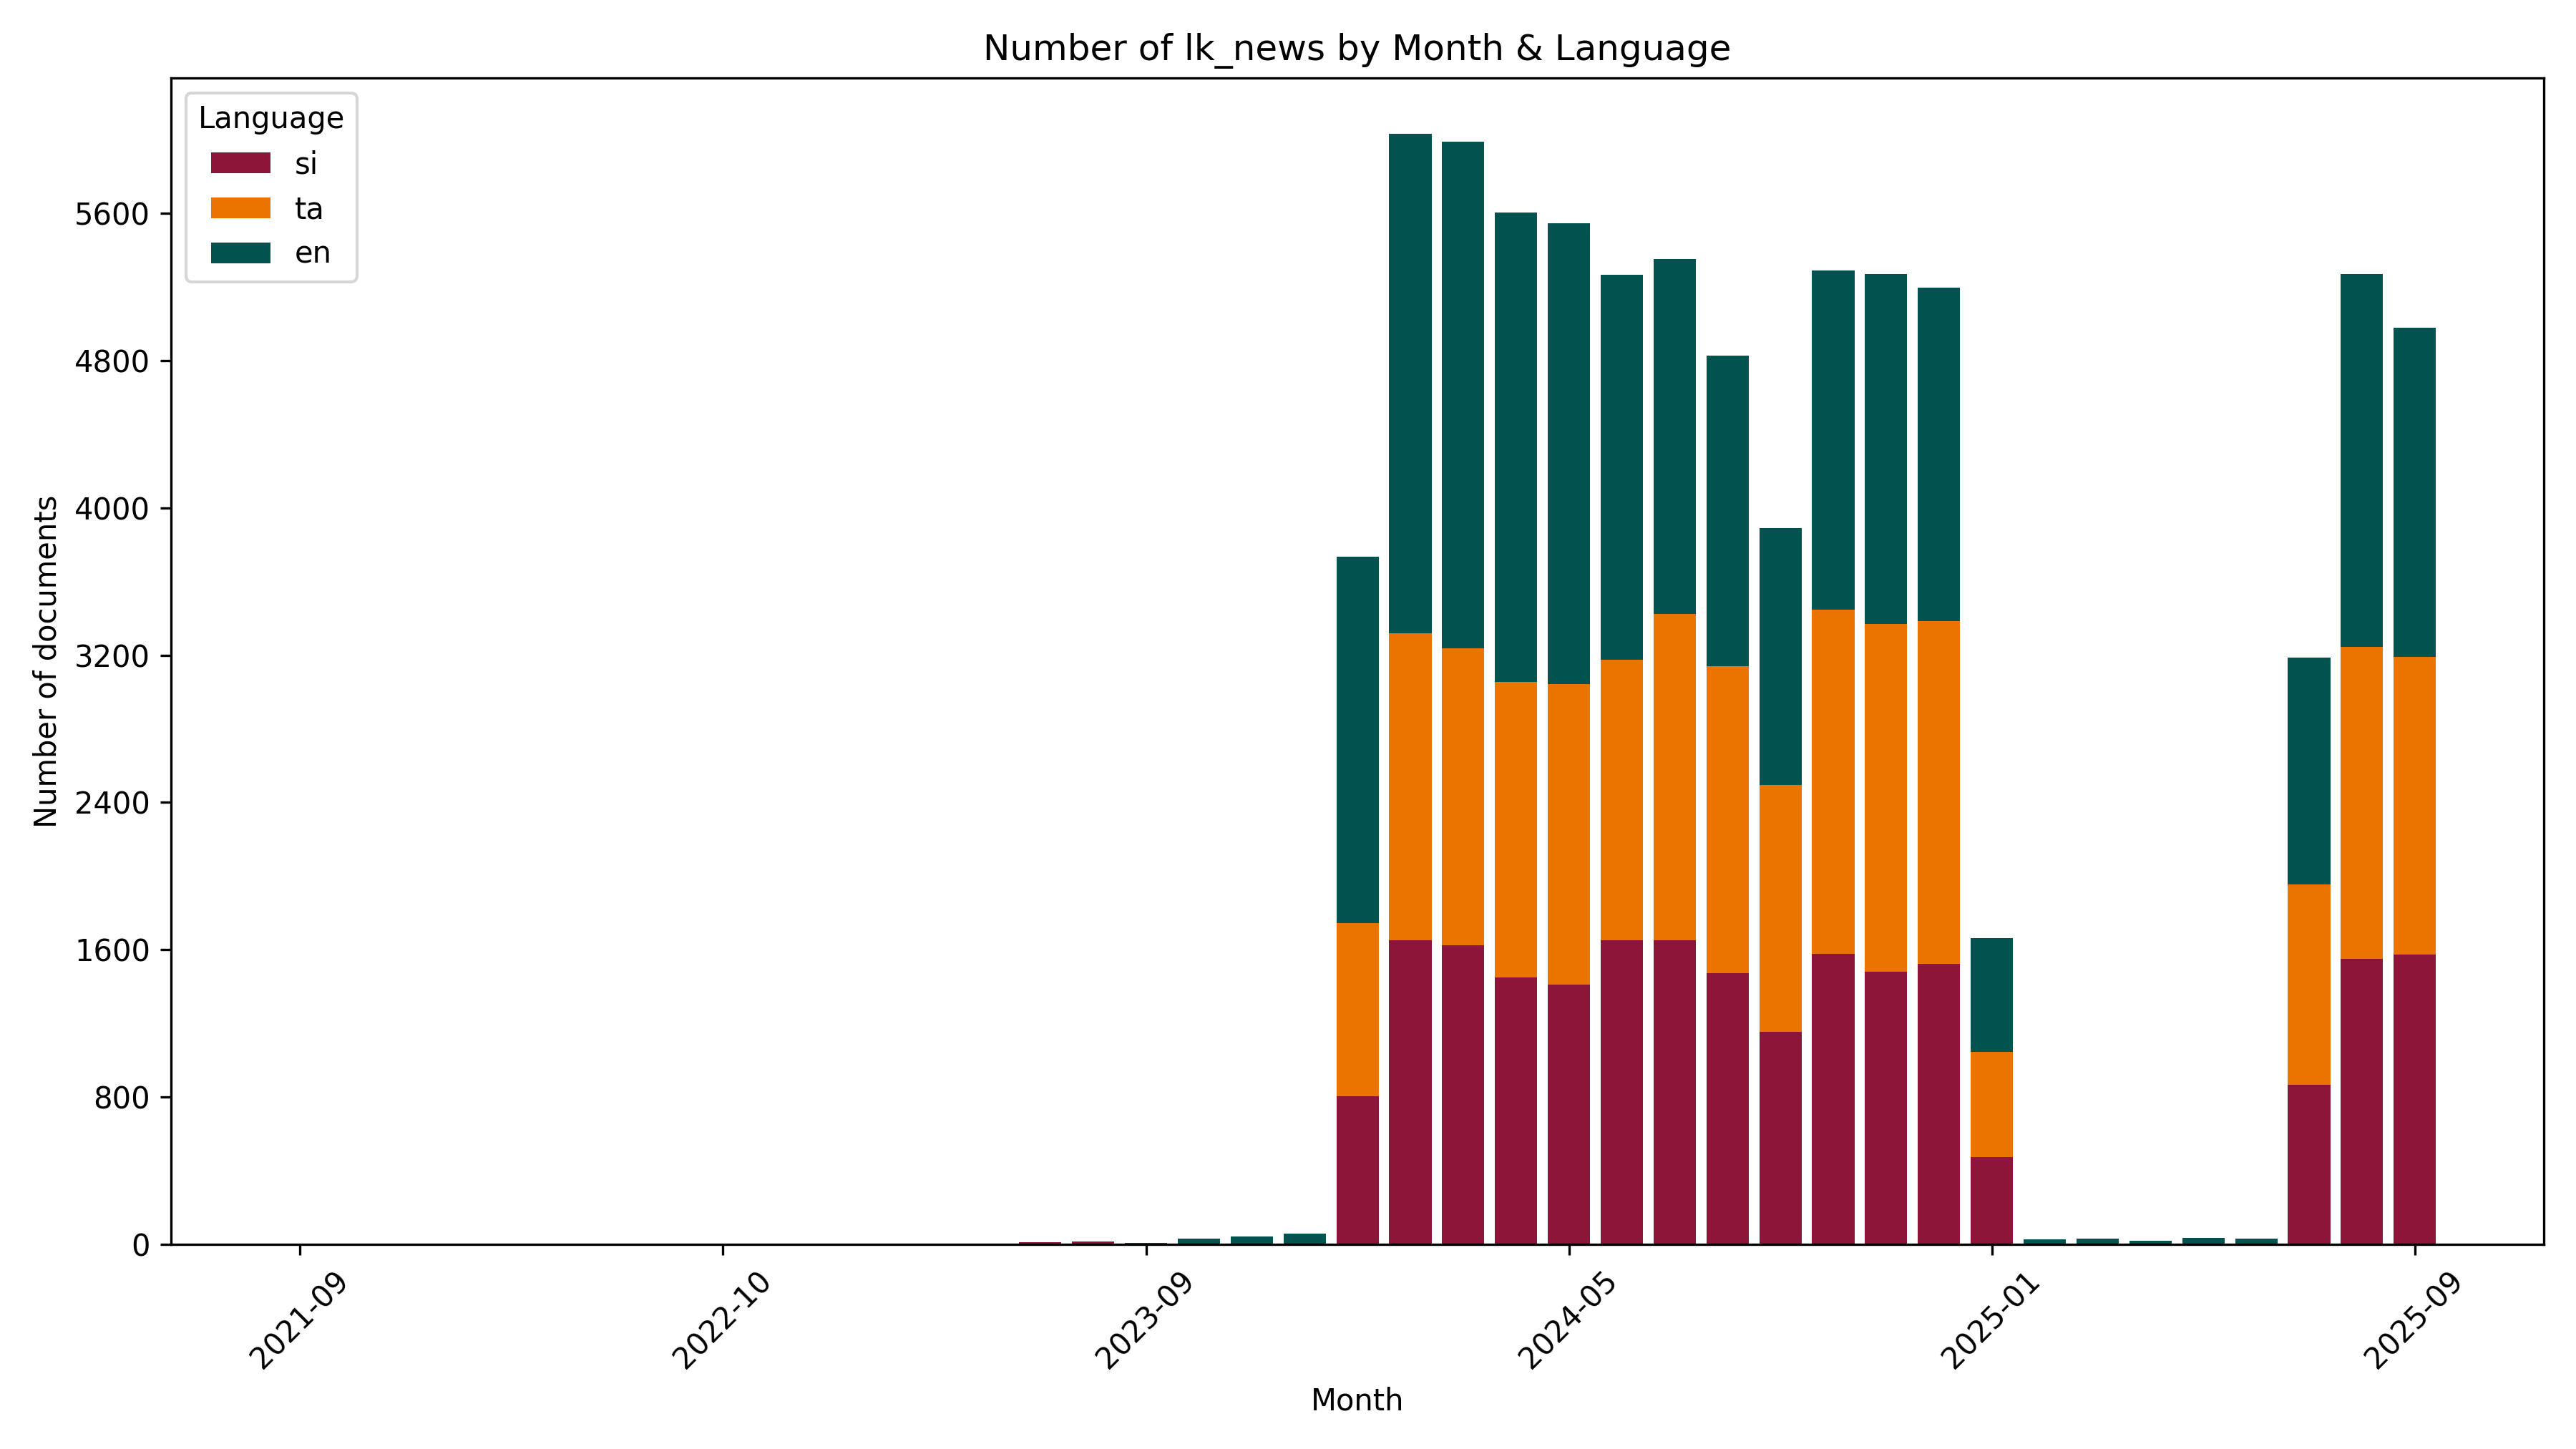 Number of lk_news by Month & Language
Language
si
ta
en
Number of documents
5600
4800
4000
3200
2400
1600
800
0
2021-09
2022-10
2023-09
2024-05
2025-01
2025-09
Month